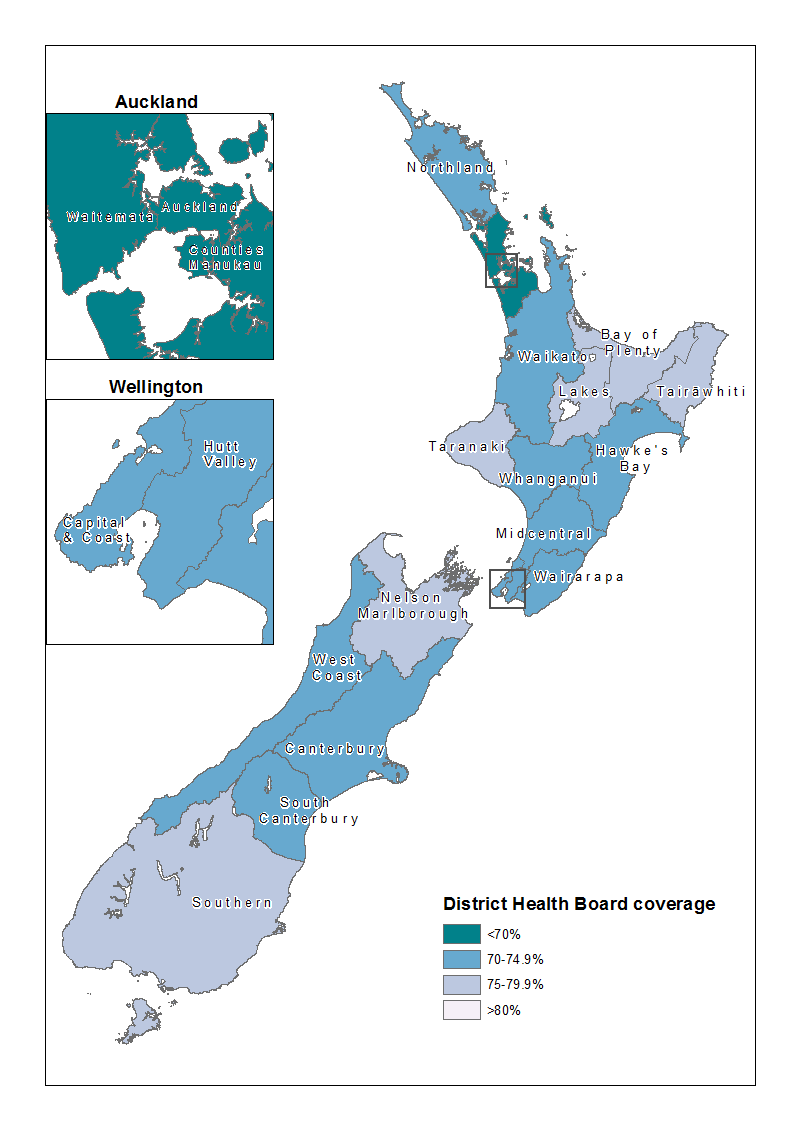 Auckland
Waitemata
Auckland
Counties
Manukau
Wellington
Hutt
Valley
Capital
& Coast
Northland
Waikato
Bay of
Plenty
Lakes
Tairāwhiti
Taranaki
Hawke's
Bay
Whanganui
Midcentral
Wairarapa
Nelson
Marlborough
West
Coast
Canterbury
South
Canterbury
Southern
District Health Board coverage
<70%
70-74.9%
75-79.9%
>80%